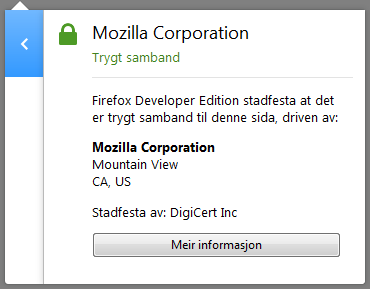 Mozilla Corporation
Trygt samband
Firefox Developer Edition stadfesta at det
er trygt samband til denne sida, driven av:
Mozilla Corporation
Mountain View
CA, US
Stadfesta av: DigiCert Inc
Meir informasjon